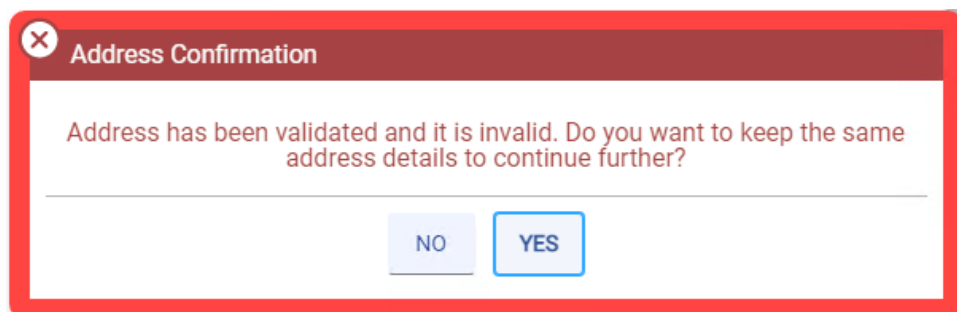 Address Confirmation
Address has been validated and it is invalid. Do you want to keep the same
address details to continue further?
NO
YES